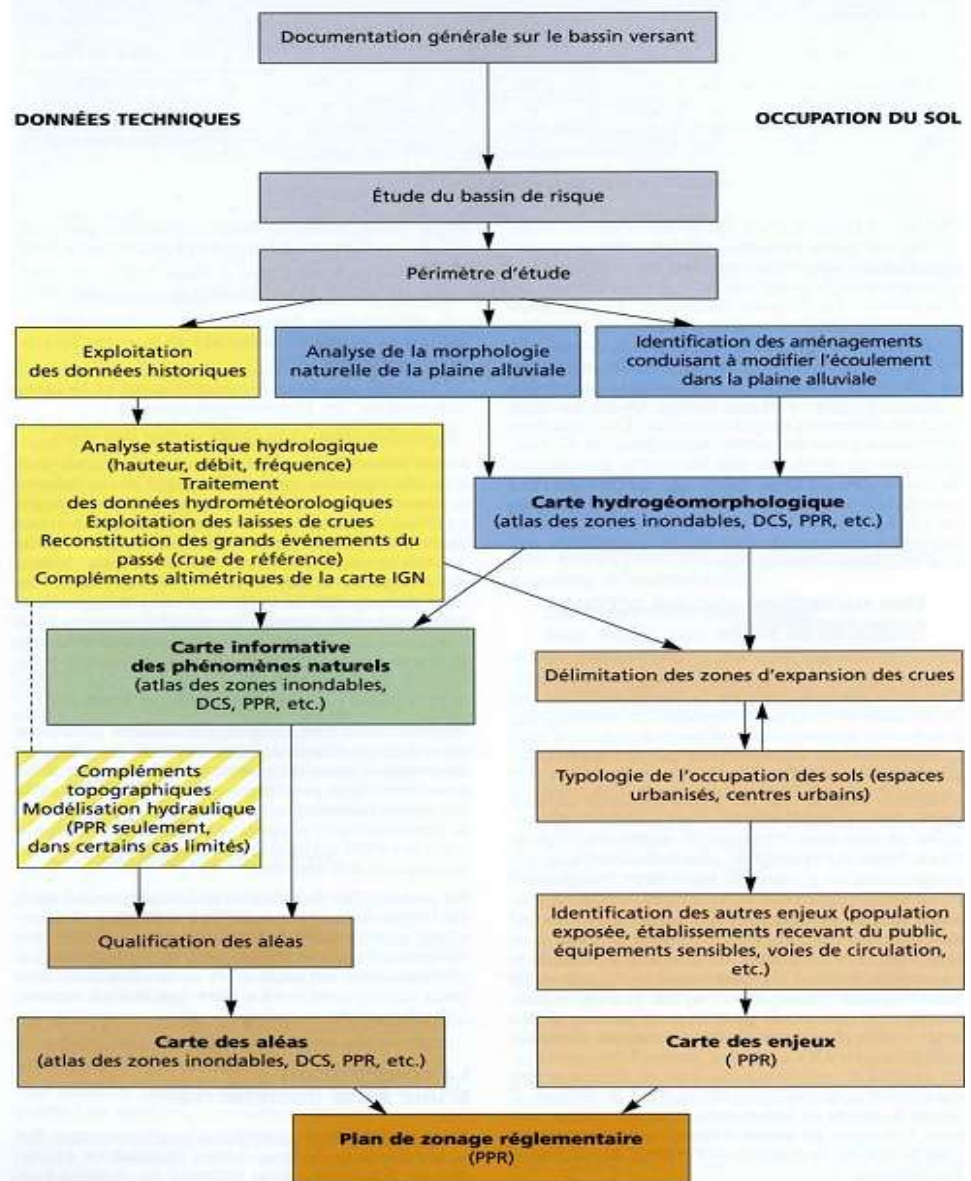 Documentation générale sur le bassin versant
DONNÉES TECHNIQUES
OCCUPATION DU SOL
Étude du bassin de risque
Périmètre d'étude
Exploitation
des données historiques
Analyse de la morphologie
naturelle de la plaine alluviale
Identification des aménagements
conduisant à modifier l'écoulement
dans la plaine alluviale
Analyse statistique hydrologique
(hauteur, débit, fréquence)
Traitement
des données hydrométéorologiques
Exploitation des laisses de crues
Reconstitution des grands événements du
passé (crue de référence)
Compléments altimétriques de la carte IGN
Carte hydrogéomorphologique
(atlas des zones inondables, DCS, PPR, etc.)
Carte informative
des phénomènes naturels
(atlas des zones inondables,
DCS, PPR, etc.)
Délimitation des zones d'expansion des crues
Compléments
topographiques
Modélisation hydraulique
(PPR seulement,
dans certains cas limités)
Typologie de l'occupation des sols (espaces
urbanisés, centres urbains)
Qualification des aléas
Identification des autres enjeux (population
exposée, établissements recevant du public,
équipements sensibles, voies de circulation,
etc.)
Carte des aléas
(atlas des zones inondables, DCS, PPR, etc.)
Carte des enjeux
( PPR)
Plan de zonage réglementaire
(PPR)